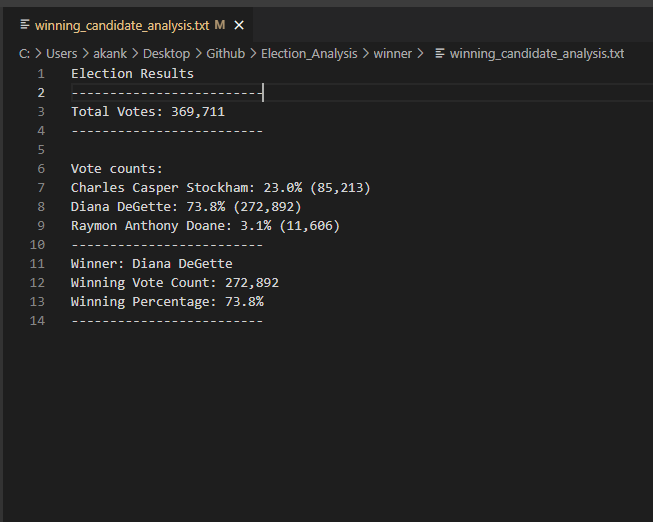 winning_candidate_analysis.txt M
C: > Users > akank > Desktop > Github > Election_Analysis > winner > winning_candidate_analysis.txt
1 Election Results
2 -------------------------
3 Total Votes: 369,711
4 -------------------------
5
6 Vote counts:
7 Charles Casper Stockham: 23.0% (85,213)
8 Diana DeGette: 73.8% (272,892)
9 Raymon Anthony Doane: 3.1% (11,606)
10 -------------------------
11 Winner: Diana DeGette
12 Winning Vote Count: 272,892
13 Winning Percentage: 73.8%
14 -------------------------